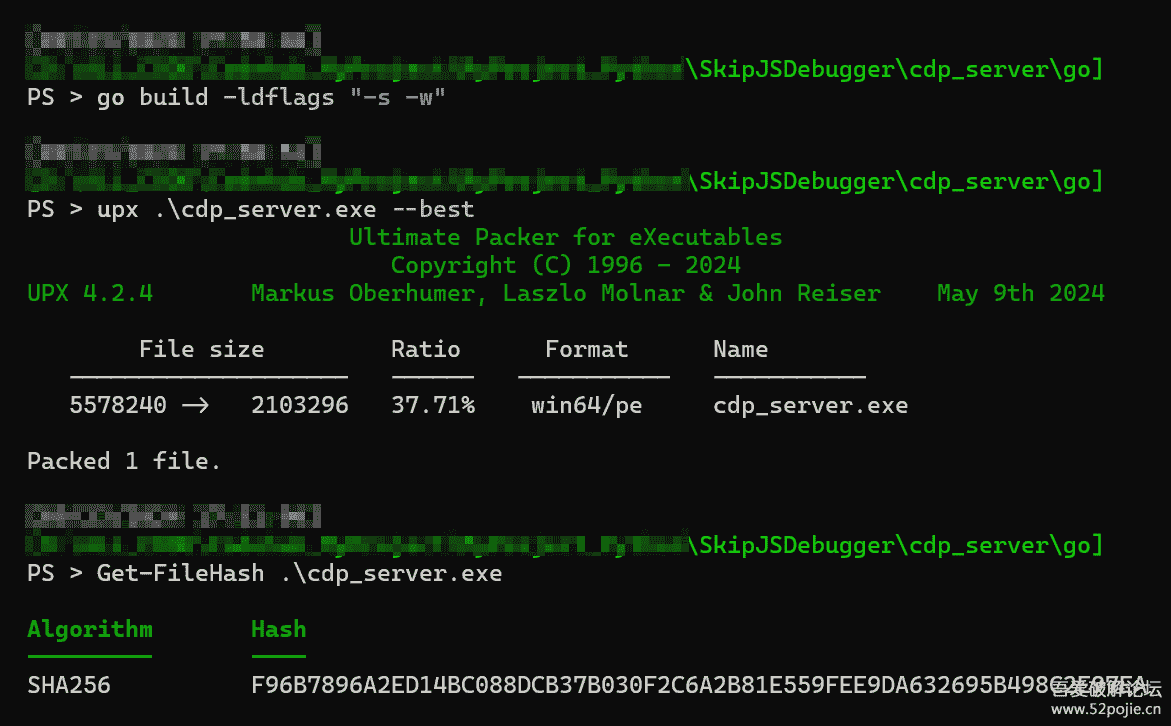 \SkipJSDebugger\cdp_server\go]
PS > go build -ldflags "-s -w"
\SkipJSDebugger\cdp_server\go]
PS > upx .\cdp_server.exe --best
Ultimate Packer for eXecutables
Copyright (C) 1996 - 2024
UPX 4.2.4 Markus Oberhumer, Laszlo Molnar & John Reiser May 9th 2024
File size Ratio Format Name
5578240 -> 2103296 37.71% win64/pe cdp_server.exe
Packed 1 file.
\SkipJSDebugger\cdp_server\go]
PS > Get-FileHash .\cdp_server.exe
Algorithm Hash
SHA256
吾爱破解论坛
www.52pojie.cn